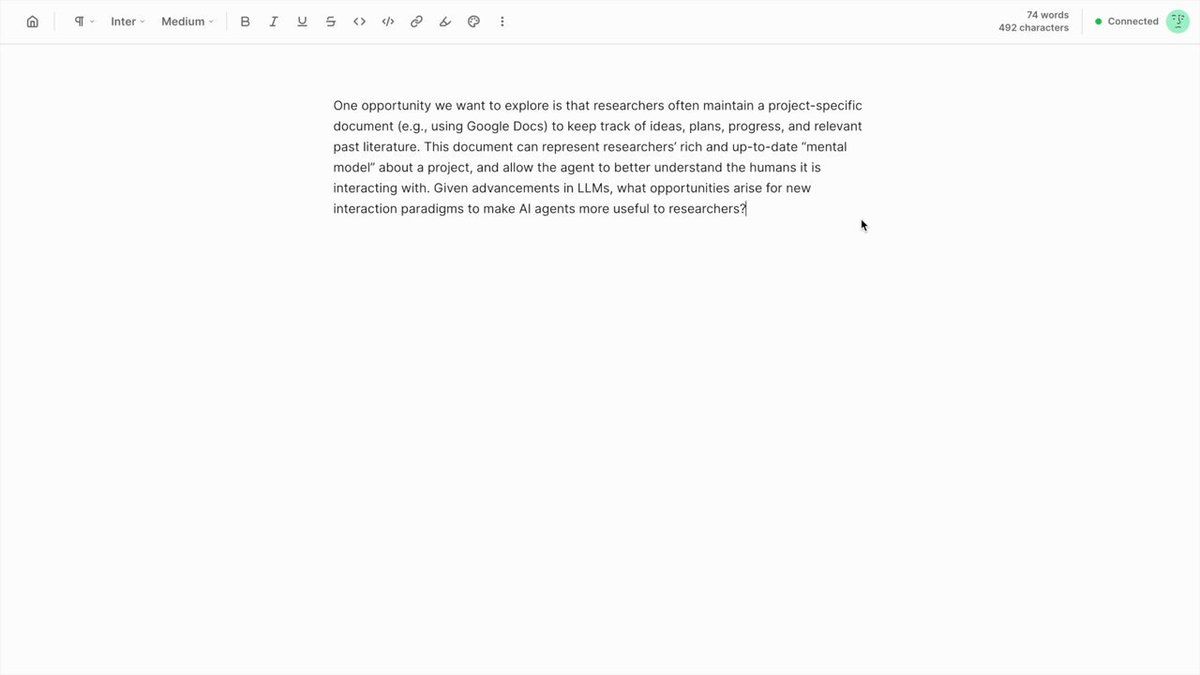 Inter
Medium
B
I
U
S
74 words
492 characters
Connected
One opportunity we want to explore is that researchers often maintain a project-specific
document (e.g., using Google Docs) to keep track of ideas, plans, progress, and relevant
past literature. This document can represent researchers’ rich and up-to-date “mental
model” about a project, and allow the agent to better understand the humans it is
interacting with. Given advancements in LLMs, what opportunities arise for new
interaction paradigms to make AI agents more useful to researchers?